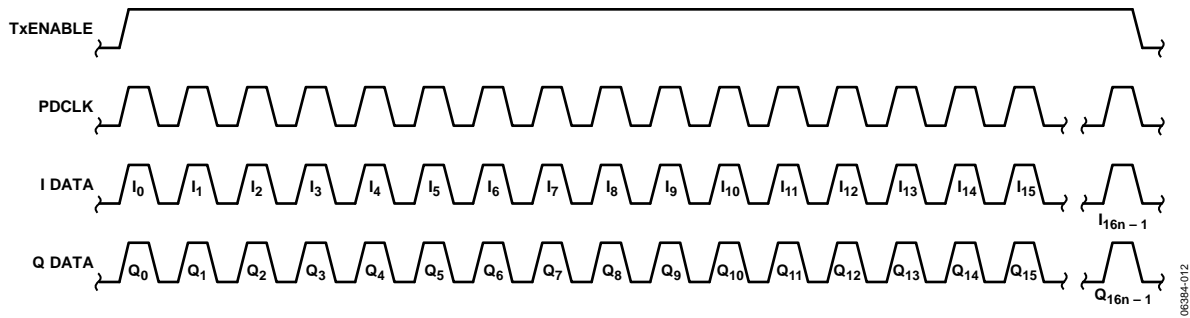 TxENABLE
PDCLK
I DATA
I0 I1 I2 I3 I4 I5 I6 I7 I8 I9 I10 I11 I12 I13 I14 I15
I16n – 1
Q DATA
Q0 Q1 Q2 Q3 Q4 Q5 Q6 Q7 Q8 Q9 Q10 Q11 Q12 Q13 Q14 Q15
Q16n – 1
06384-012